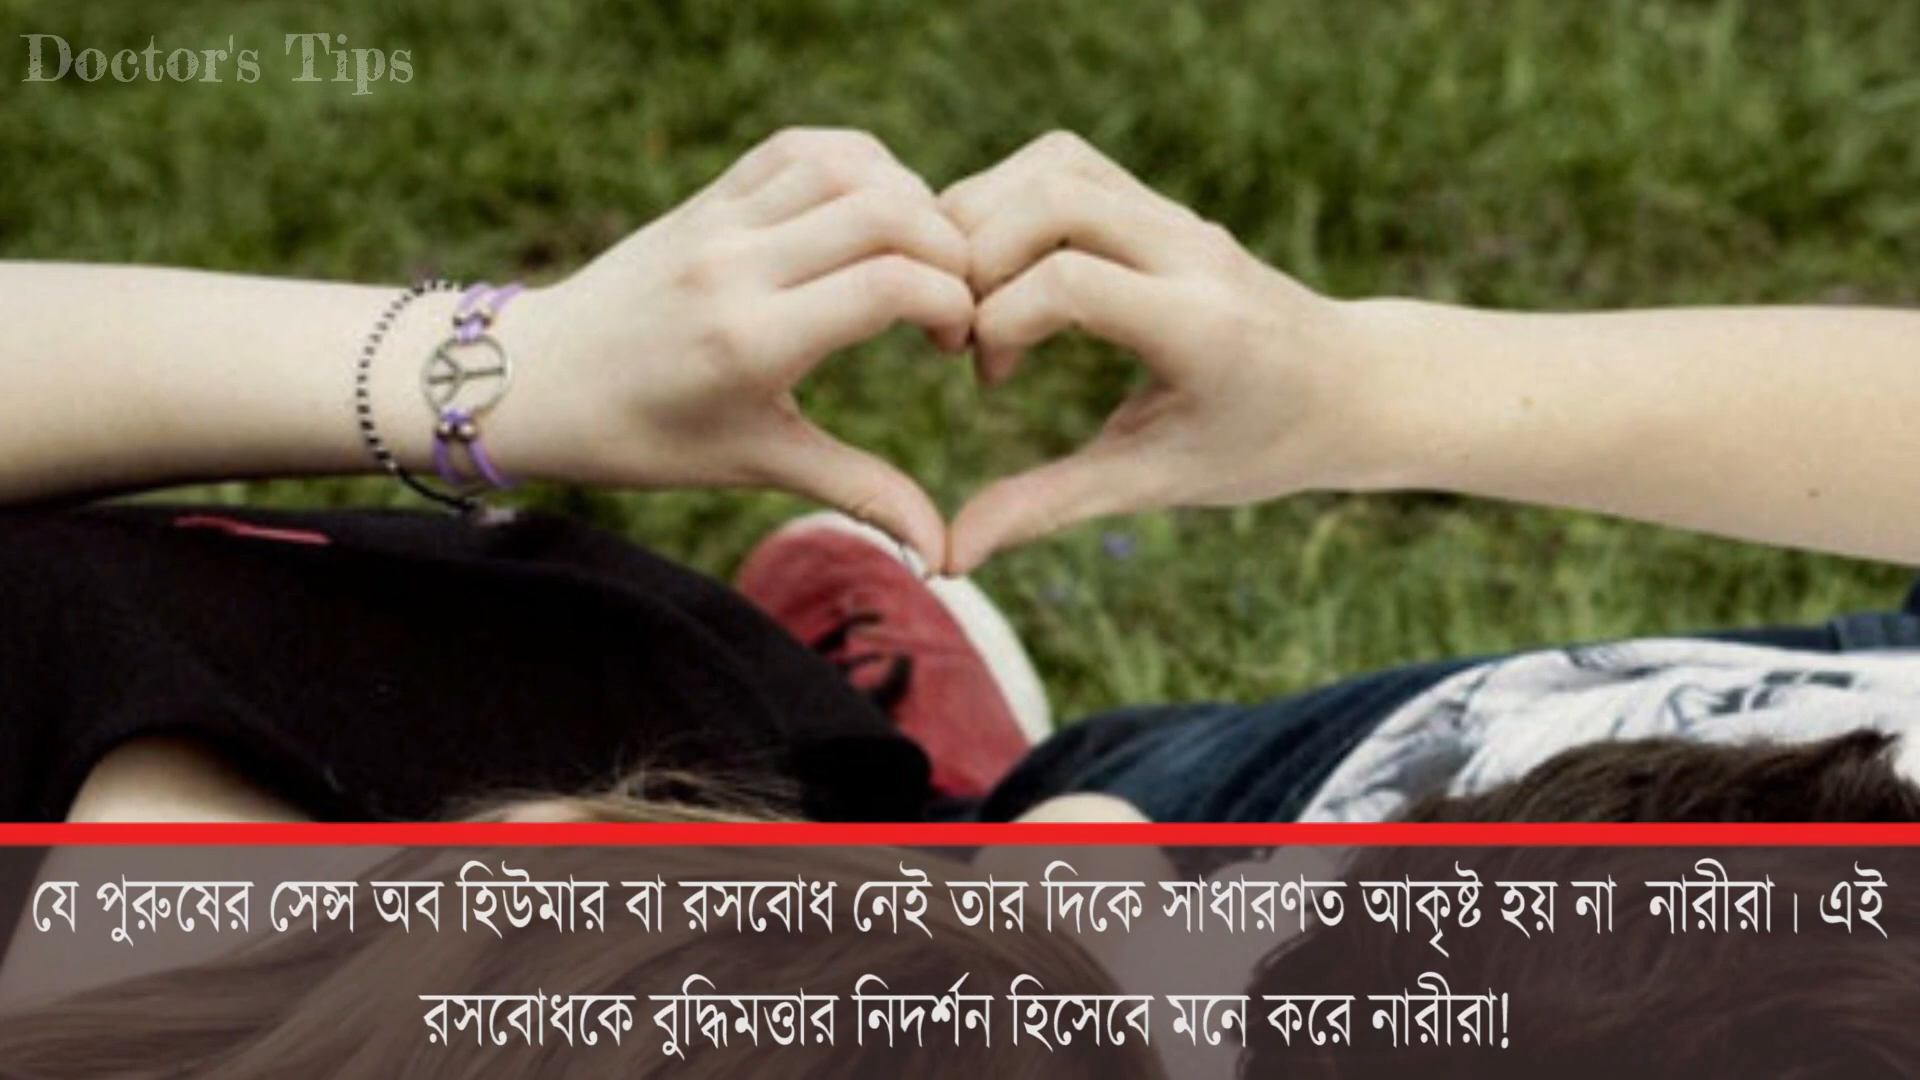 Doctor's Tips
যে পুরুষের সেন্স অব হিউমার বা রসবোধ নেই তার দিকে সাধারণত আকৃষ্ট হয় না নারীরা। এই
রসবোধকে বুদ্ধিমত্তার নিদর্শন হিসেবে মনে করে নারীরা!